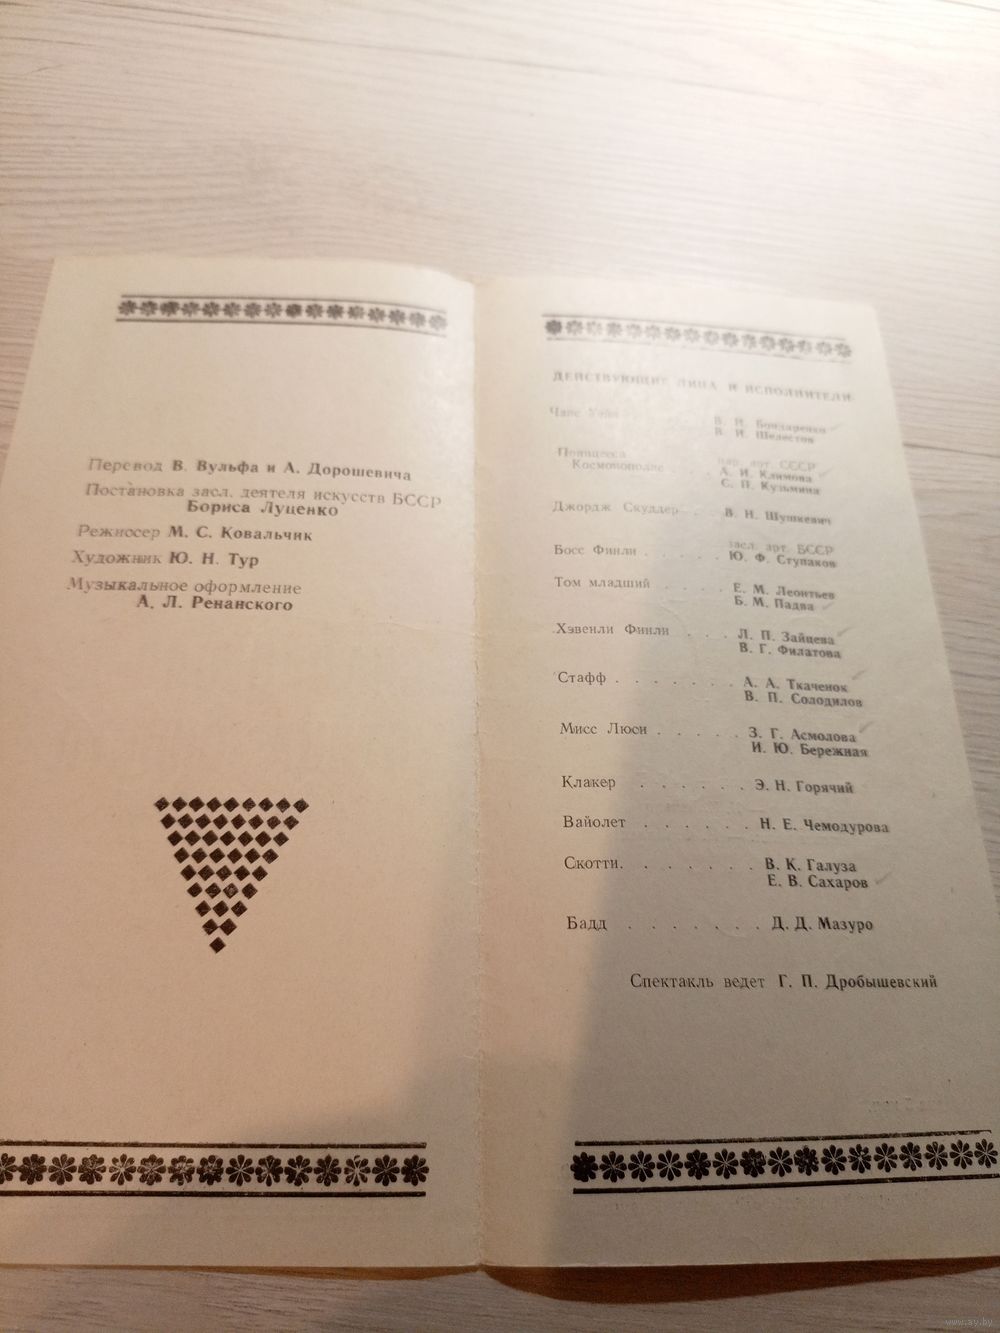 Перевод В. Вульфа и А. Дорошевича
Постановка засл. деятеля искусств БССР
Бориса Луценко
Режиссер М. С. Ковальчик
Художник Ю. Н. Тур
Музыкальное оформление
А. Л. Ренанского
ДЕЙСТВУЮЩИЕ ЛИЦА И ИСПОЛНИТЕЛИ
Чанс Уэйн В. И. Бондаренко
В. И. Шелестов
Принцесса
Космонополис . . . нар. арт. СССР
А. И. Климова
С. П. Кузьмина
Джордж Скуддер . . В. Н. Шушкевич
Босс Финли . . . . . засл. арт. БССР
Ю. Ф. Ступаков
Том младший . . . . Е. М. Леонтьев
Б. М. Падва
Хэвенли Финли . . . Л. П. Зайцева
В. Г. Филатова
Стафф . . . . . . . А. А. Ткаченок
В. П. Солодилов
Мисс Люси . . . . . З. Г. Асмолова
И. Ю. Бережная
Клакер . . . . . . Э. Н. Горячий
Вайолет . . . . . . Н. Е. Чемодурова
Скотти. . . . . . . В. К. Галуза
Е. В. Сахаров
Бадд . . . . . . . Д. Д. Мазуро
Спектакль ведет Г. П. Дробышевский
www.ay.by